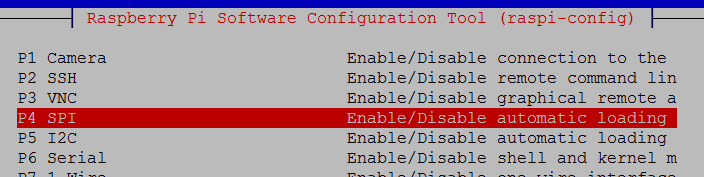 Raspberry Pi Software Configuration Tool (raspi-config)
P1 Camera Enable/Disable connection to the
P2 SSH Enable/Disable remote command lin
P3 VNC Enable/Disable graphical remote a
P4 SPI Enable/Disable automatic loading
P5 I2C Enable/Disable automatic loading
P6 Serial Enable/Disable shell and kernel m
P7 1-Wire Enable/Disable one-wire interface